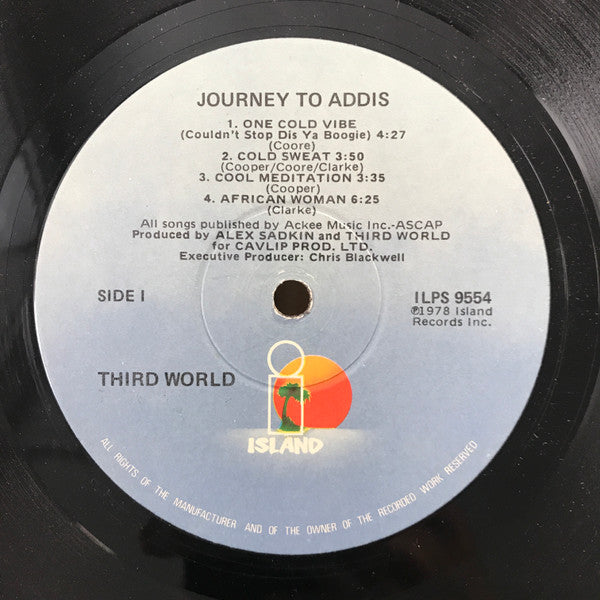 JOURNEY TO ADDIS
1. ONE COLD VIBE
(Couldn't Stop Dis Ya Boogie) 4:27
(Coore)
2. COLD SWEAT 3:50
(Cooper/Coore/Clarke)
3. COOL MEDITATION 3:35
(Cooper)
4. AFRICAN WOMAN 6:25
(Clarke)
All songs published by Ackee Music Inc.-ASCAP
Produced by ALEX SADKIN and THIRD WORLD
for CAVLIP PROD. LTD.
Executive Producer: Chris Blackwell
SIDE I
ILPS 9554
℗1978 Island
Records Inc.
THIRD WORLD
i
ISLAND
ALL RIGHTS OF THE MANUFACTURER AND OF THE OWNER OF THE RECORDED WORK RESERVED